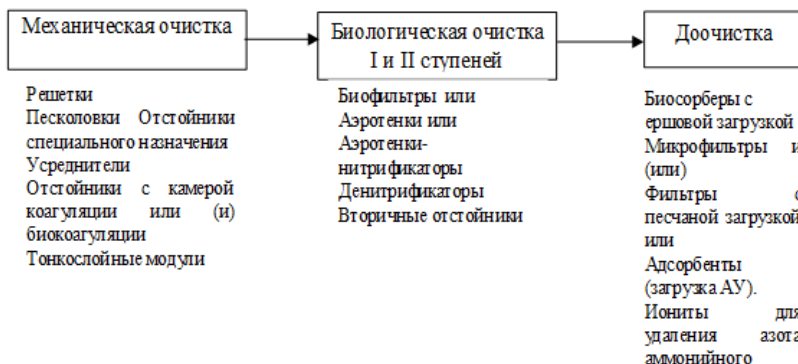 Механическая очистка
Решетки
Песколовки Отстойники
специального назначения
Усреднители
Отстойники с камерой
коагуляции или (и)
биокоагуляции
Тонкослойные модули
Биологическая очистка
I и II ступеней
Биофильтры или
Аэротенки или
Аэротенки-
нитрификаторы
Денитрификаторы
Вторичные отстойники
Доочистка
Биосорберы с
ершовой загрузкой
Микрофильтры и
(или)
Фильтры с
песчаной загрузкой
или
Адсорбенты
(загрузка АУ).
Иониты для
удаления азота
аммонийного